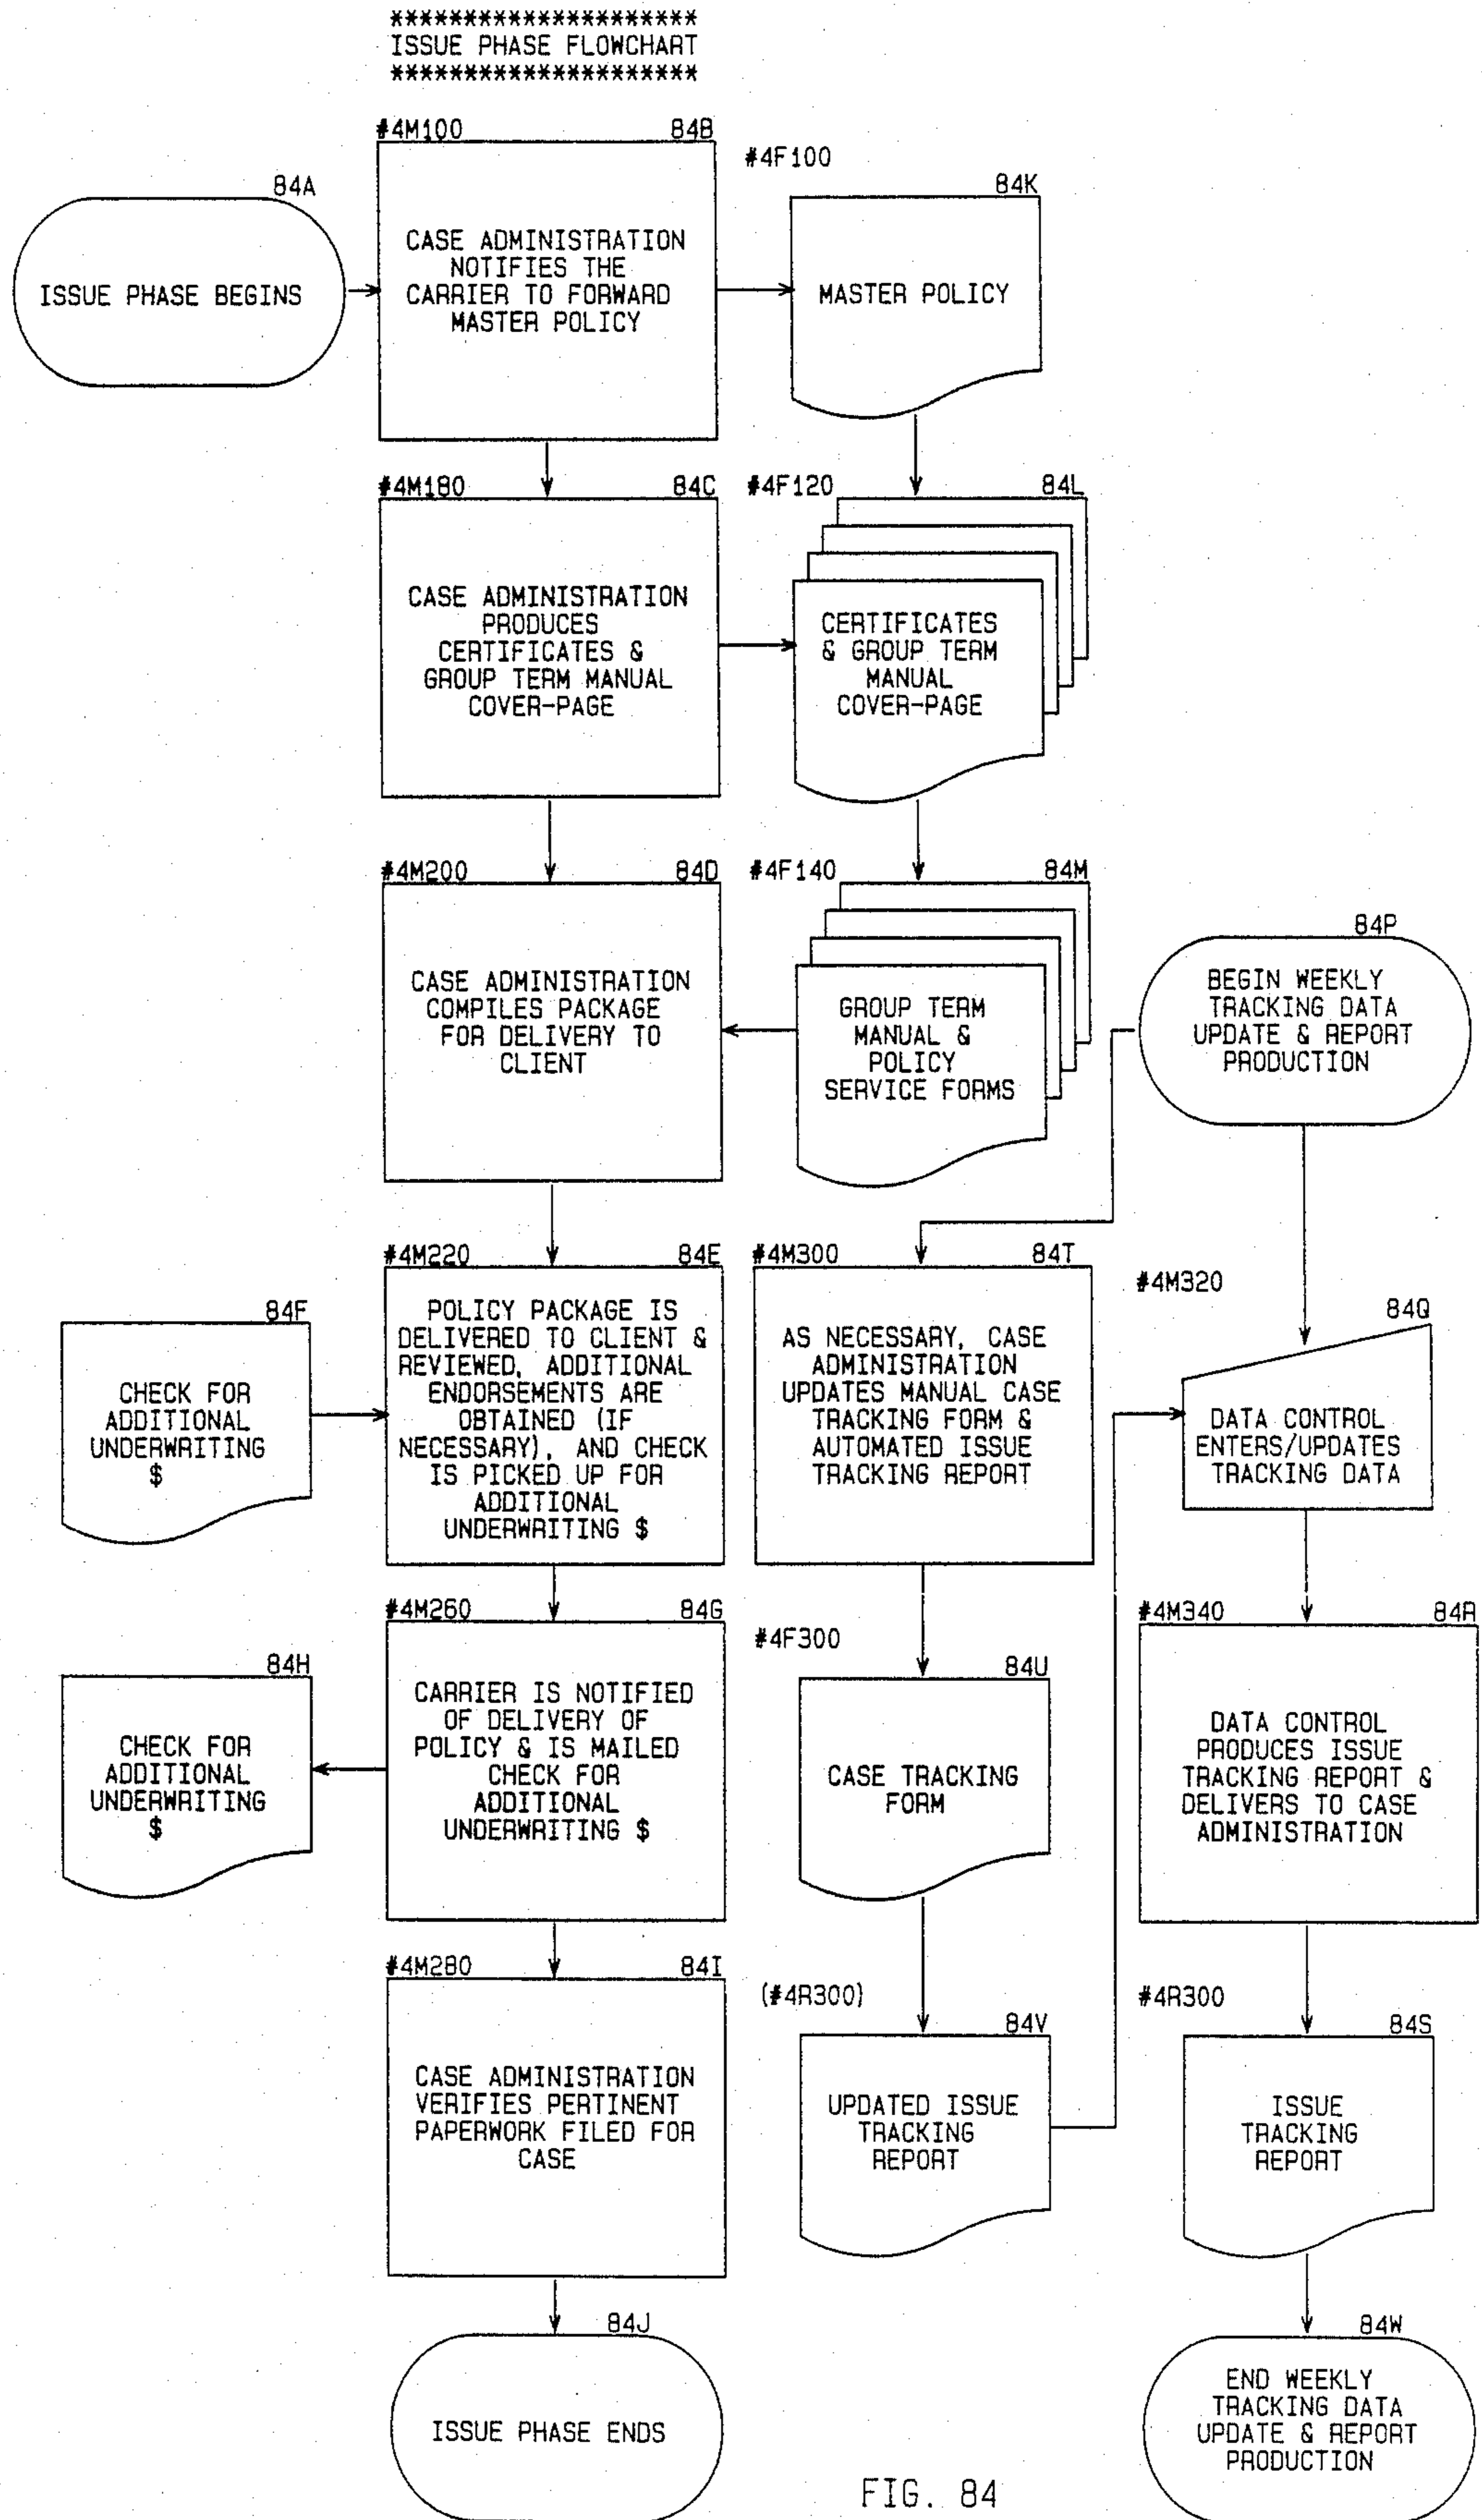 *********************
ISSUE PHASE FLOWCHART
*********************
84A
ISSUE PHASE BEGINS
#4M100 84B
CASE ADMINISTRATION
NOTIFIES THE
CARRIER TO FORWARD
MASTER POLICY
#4F100
84K
MASTER POLICY
#4M180 84C
CASE ADMINISTRATION
PRODUCES
CERTIFICATES &
GROUP TERM MANUAL
COVER-PAGE
#4F120 84L
CERTIFICATES
& GROUP TERM
MANUAL
COVER-PAGE
#4M200 84D
CASE ADMINISTRATION
COMPILES PACKAGE
FOR DELIVERY TO
CLIENT
#4F140 84M
GROUP TERM
MANUAL &
POLICY
SERVICE FORMS
84P
BEGIN WEEKLY
TRACKING DATA
UPDATE & REPORT
PRODUCTION
84F
CHECK FOR
ADDITIONAL
UNDERWRITING
$
#4M220 84E
POLICY PACKAGE IS
DELIVERED TO CLIENT &
REVIEWED, ADDITIONAL
ENDORSEMENTS ARE
OBTAINED (IF
NECESSARY), AND CHECK
IS PICKED UP FOR
ADDITIONAL
UNDERWRITING $
#4M300 84T
AS NECESSARY, CASE
ADMINISTRATION
UPDATES MANUAL CASE
TRACKING FORM &
AUTOMATED ISSUE
TRACKING REPORT
#4M320
84Q
DATA CONTROL
ENTERS/UPDATES
TRACKING DATA
84H
CHECK FOR
ADDITIONAL
UNDERWRITING
$
#4M260 84G
CARRIER IS NOTIFIED
OF DELIVERY OF
POLICY & IS MAILED
CHECK FOR
ADDITIONAL
UNDERWRITING $
#4F300
84U
CASE TRACKING
FORM
#4M340 84R
DATA CONTROL
PRODUCES ISSUE
TRACKING REPORT &
DELIVERS TO CASE
ADMINISTRATION
#4M280 84I
CASE ADMINISTRATION
VERIFIES PERTINENT
PAPERWORK FILED FOR
CASE
(#4R300)
84V
UPDATED ISSUE
TRACKING
REPORT
#4R300
84S
ISSUE
TRACKING
REPORT
84J
ISSUE PHASE ENDS
84W
END WEEKLY
TRACKING DATA
UPDATE & REPORT
PRODUCTION
FIG. 84